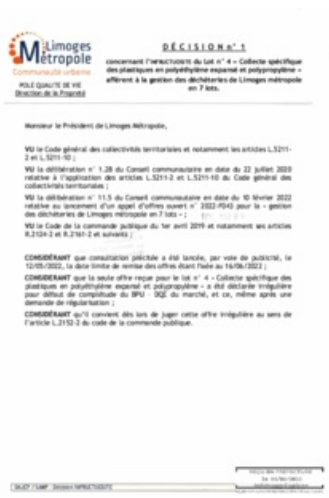 Limoges
Métropole
Communauté urbaine
POLE QUALITE DE VIE
Direction de la Propreté
D É C I S I O N n° 1
concernant l'INFRUCTUOSITE du Lot n° 4 « Collecte spécifique
des plastiques en polyéthylène expansé et polypropylène »
afférent à la gestion des déchèteries de Limoges métropole
en 7 lots.
Monsieur le Président de Limoges Métropole,
VU le Code général des collectivités territoriales et notamment les articles L.5211-
2 et L.5211-10 ;
VU la délibération n° 1.28 du Conseil communautaire en date du 22 juillet 2020
relative à l'application des articles L.5211-2 et L.5211-10 du Code général des
collectivités territoriales ;
VU la délibération n° 11.5 du Conseil communautaire en date du 10 février 2022
relative au lancement d'un appel d'offres ouvert n° 2022-FD43 pour la « gestion
des déchèteries de Limoges métropole en 7 lots » ;
VU le Code de la commande publique du 1er avril 2019 et notamment ses articles
R.2124-2 et R.2161-2 et suivants ;
CONSIDÉRANT que consultation précitée a été lancée, par voie de publicité, le
12/05/2022, la date limite de remise des offres étant fixée au 16/06/2022 ;
CONSIDERANT que la seule offre reçue pour le lot n° 4 « Collecte spécifique des
plastiques en polyéthylène expansé et polypropylène » a été déclarée irrégulière
pour défaut de complétude du BPU - DQE du marché, et ce, même après une
demande de régularisation ;
CONSIDÉRANT qu'il convient dès lors de juger cette offre irrégulière au sens de
l'article L.2152-2 du code de la commande publique.
Décision INFRUCTUOSITE